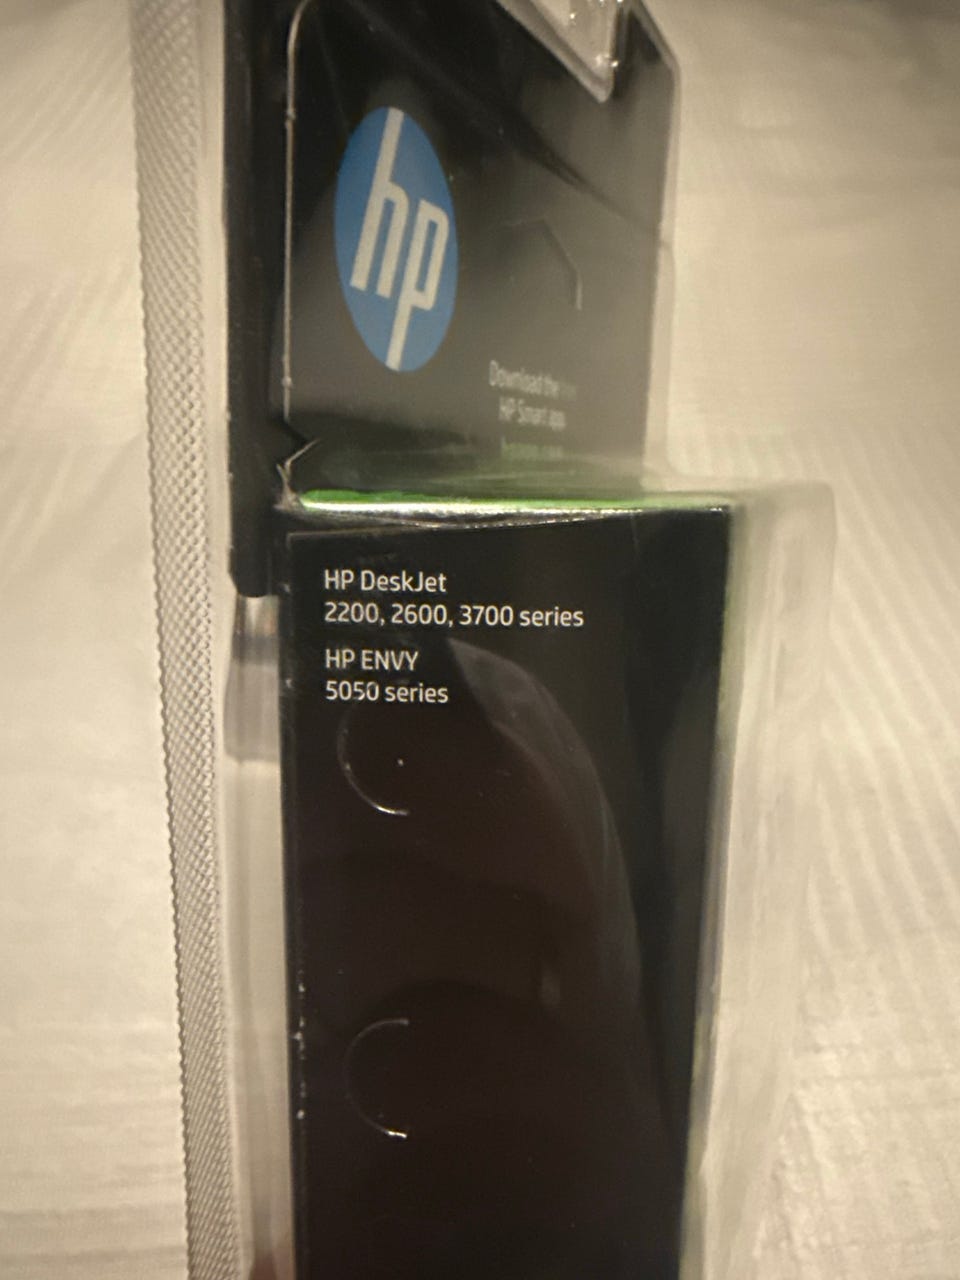 hp
Download the
HP Smart app
HP DeskJet
2200, 2600, 3700 series
HP ENVY
5050 series